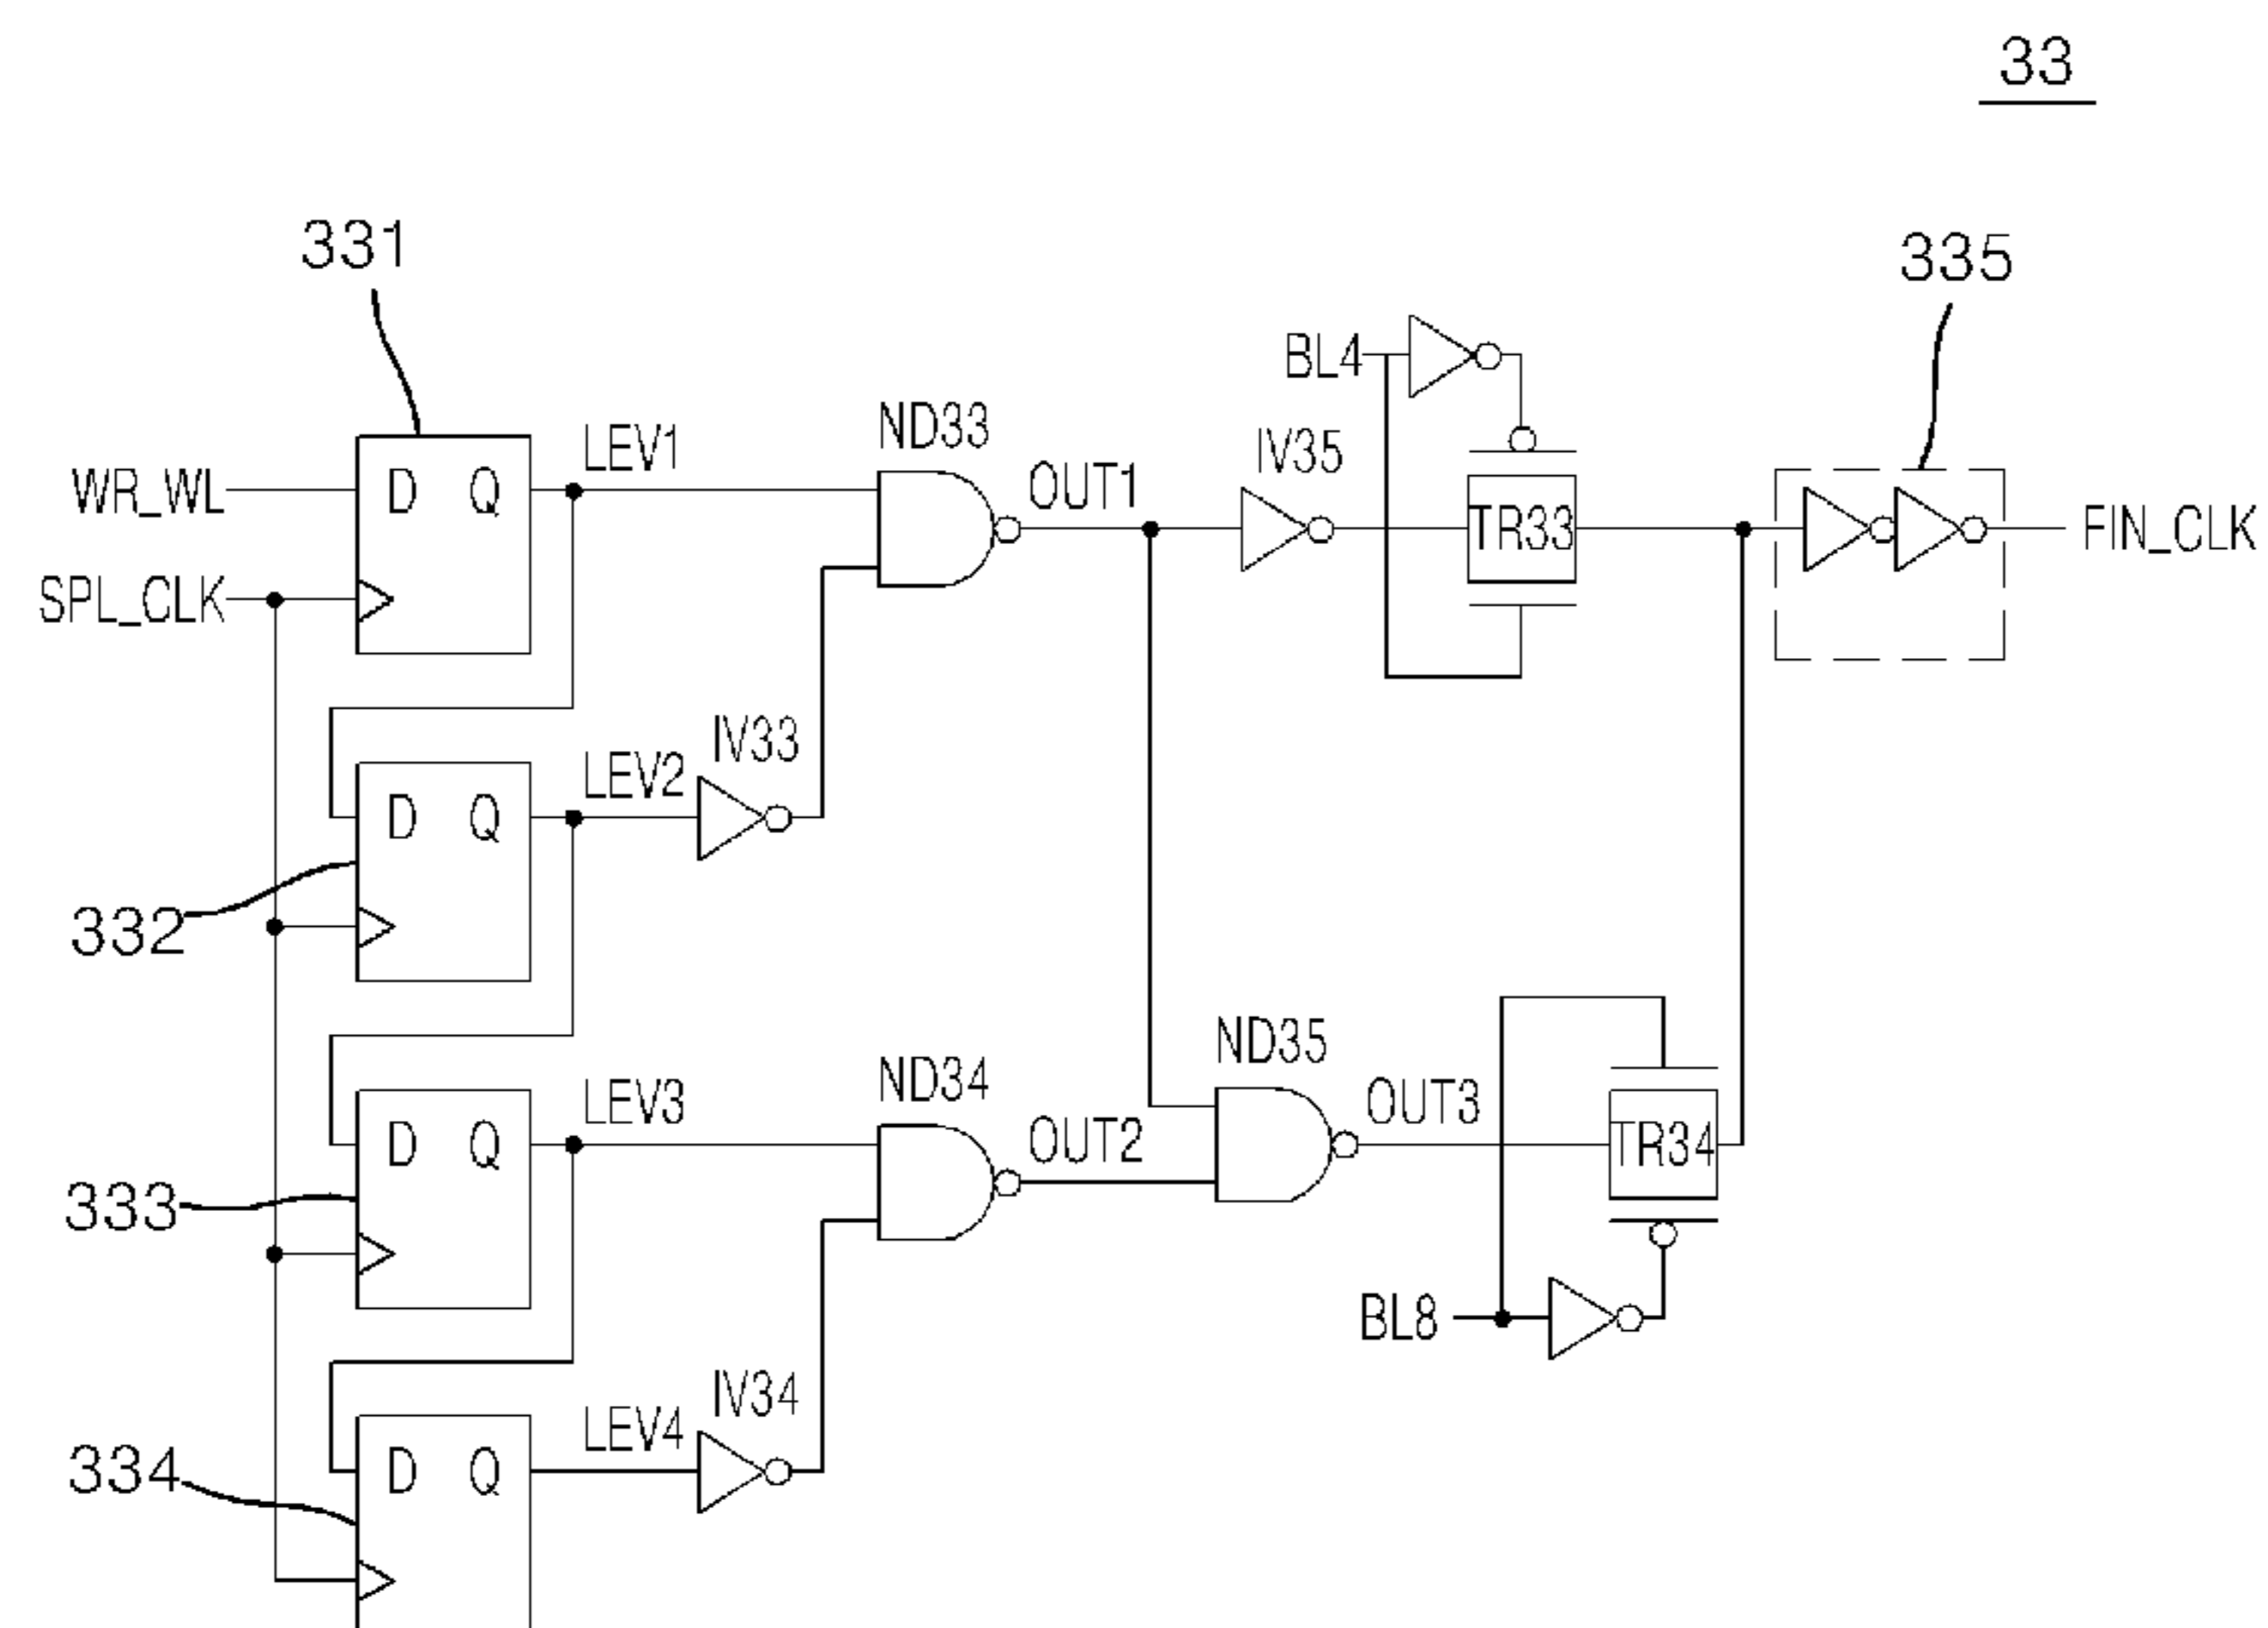 33
331
335
BL4
ND33
LEV1
IV35
OUT1
WR_WL
D Q
TR33
FIN_CLK
SPL_CLK
IV33
LEV2
D Q
332
ND35
ND34
LEV3
OUT3
OUT2
D Q
TR34
333
BL8
IV34
LEV4
334
D Q